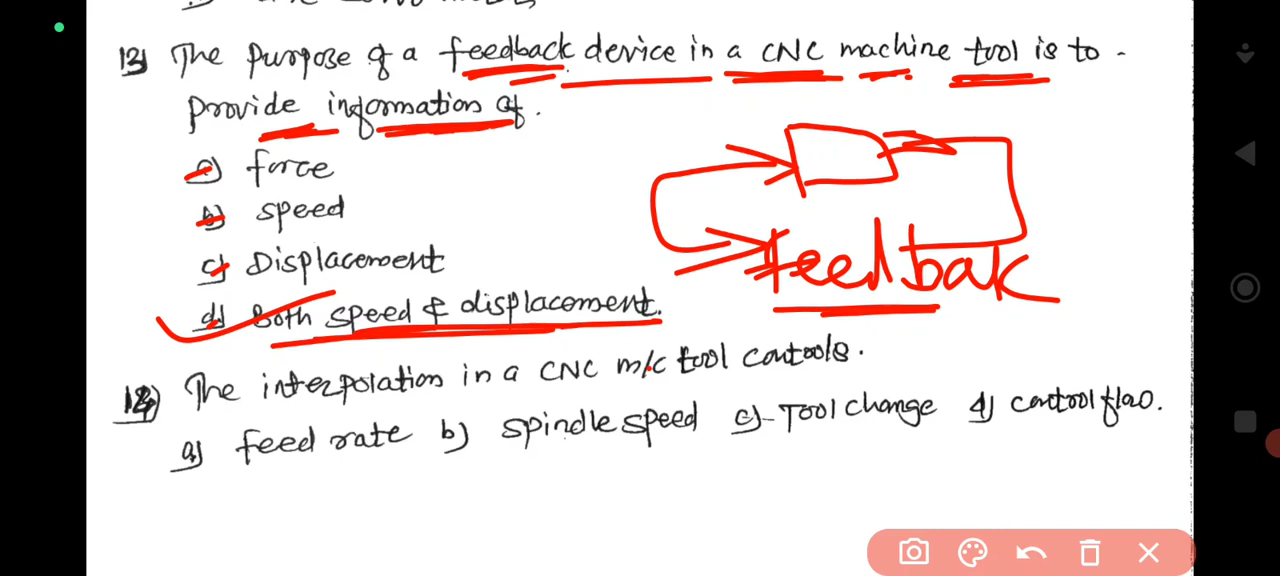 13) The purpose of a feedback device in a CNC machine tool is to -
provide information of.
a) force
b) speed
c) Displacement
d) Both speed & displacement.
feedbak
14) The interpolation in a CNC m/c tool controls.
a) feed rate b) spindle speed c) Tool change d) control flao.